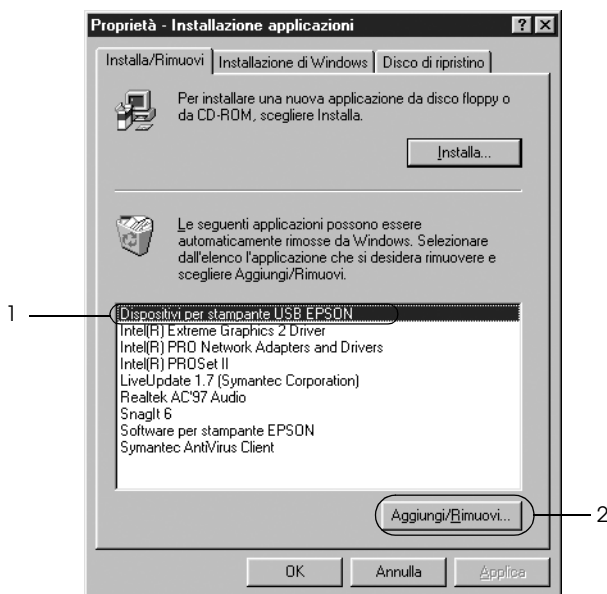 Proprietà - Installazione applicazioni
Installa/Rimuovi Installazione di Windows Disco di ripristino
Per installare una nuova applicazione da disco floppy o
da CD-ROM, scegliere Installa.
Installa...
Le seguenti applicazioni possono essere
automaticamente rimosse da Windows. Selezionare
dall'elenco l'applicazione che si desidera rimuovere e
scegliere Aggiungi/Rimuovi.
1
Dispositivi per stampante USB EPSON
Intel(R) Extreme Graphics 2 Driver
Intel(R) PRO Network Adapters and Drivers
Intel(R) PROSet II
LiveUpdate 1.7 (Symantec Corporation)
Realtek AC'97 Audio
SnagIt 6
Software per stampante EPSON
Symantec AntiVirus Client
Aggiungi/Rimuovi...
2
OK Annulla Applica